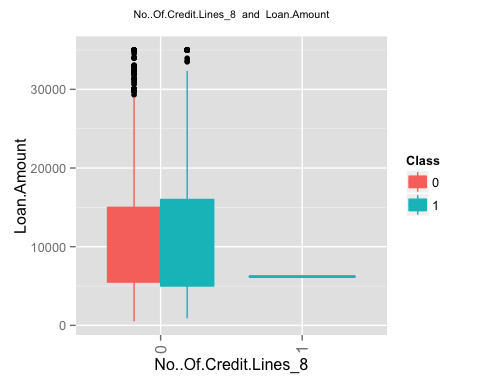 No..Of.Credit.Lines_8 and Loan.Amount
30000
20000
10000
0
Loan.Amount
0
1
No..Of.Credit.Lines_8
Class
0
1